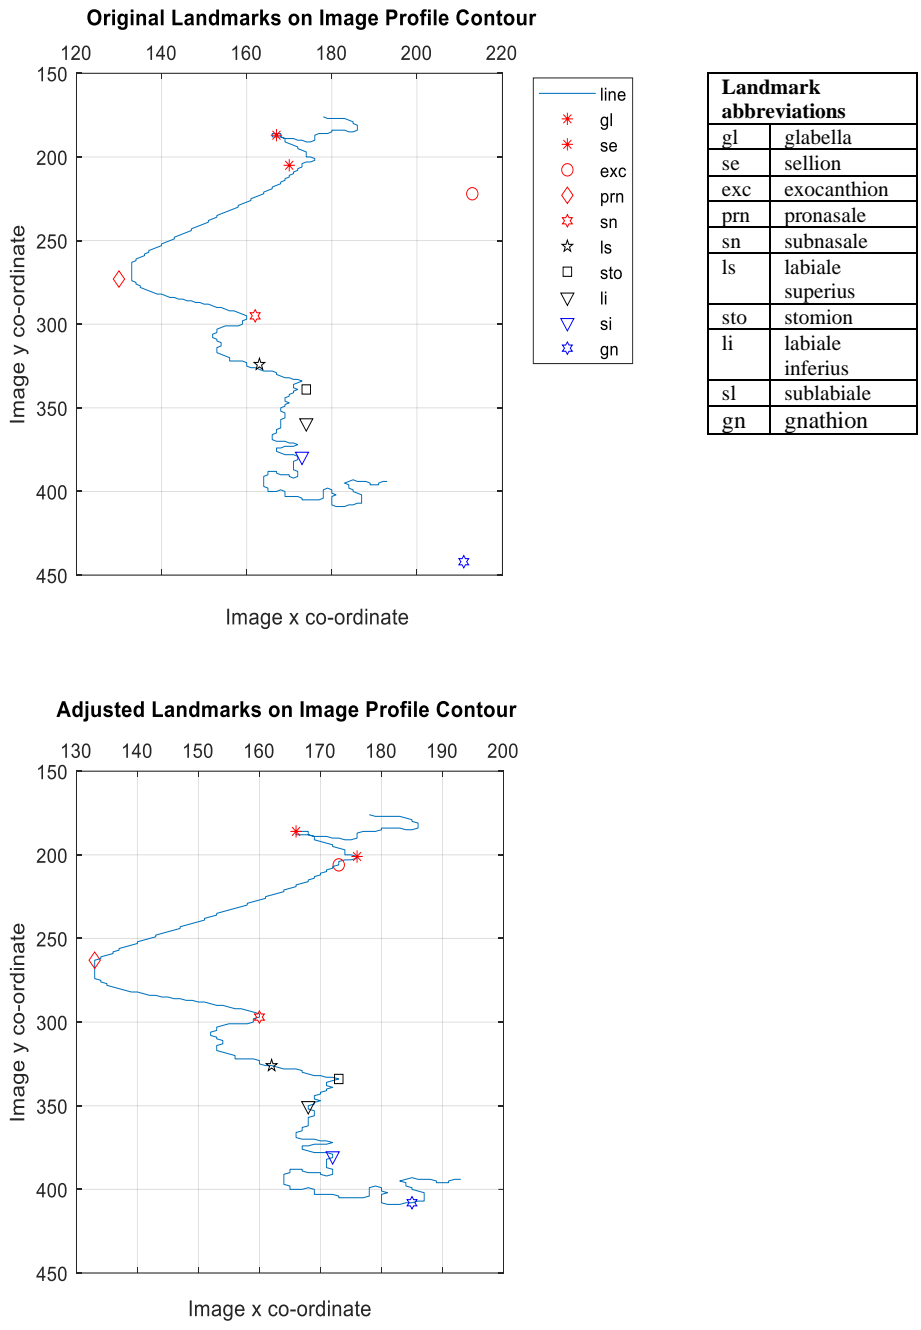 Original Landmarks on Image Profile Contour
120 140 160 180 200 220
150
200
250
300
350
400
450
Image y co-ordinate
Image x co-ordinate
line
gl
se
exc
prn
sn
ls
sto
li
si
gn
Landmark
abbreviations
gl glabella
se sellion
exc exocanthion
prn pronasale
sn subnasale
ls labiale
superius
sto stomion
li labiale
inferius
sl sublabiale
gn gnathion
Adjusted Landmarks on Image Profile Contour
130 140 150 160 170 180 190 200
150
200
250
300
350
400
450
Image y co-ordinate
Image x co-ordinate